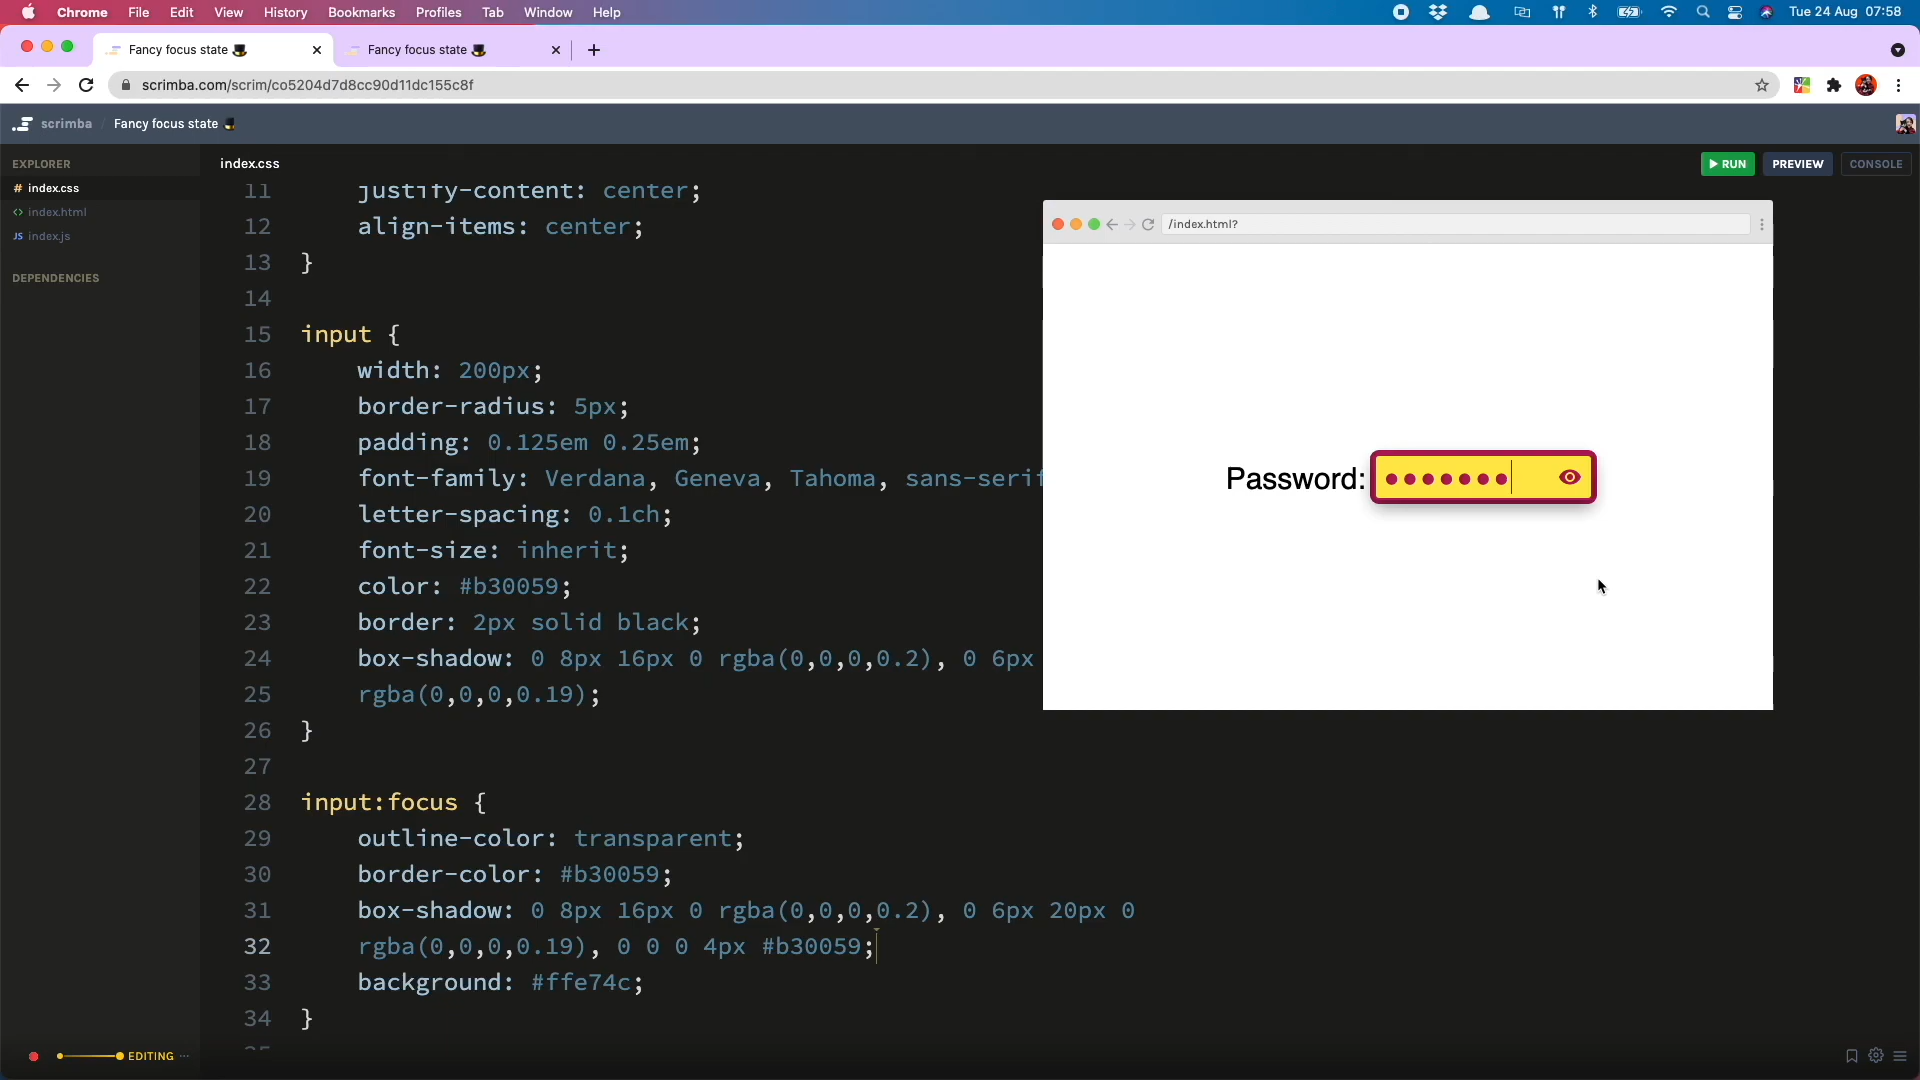 Chrome File Edit View History Bookmarks Profiles Tab Window Help Tue 24 Aug 07:58
Fancy focus state Fancy focus state
scrimba.com/scrim/co5204d7d8cc90d11dc155c8f
scrimba / Fancy focus state
EXPLORER
# index.css
<> index.html
JS index.js
DEPENDENCIES
index.css
RUN PREVIEW CONSOLE
11 justify-content: center;
12 align-items: center;
13 }
14
15 input {
16 width: 200px;
17 border-radius: 5px;
18 padding: 0.125em 0.25em;
19 font-family: Verdana, Geneva, Tahoma, sans-serif
20 letter-spacing: 0.1ch;
21 font-size: inherit;
22 color: #b30059;
23 border: 2px solid black;
24 box-shadow: 0 8px 16px 0 rgba(0,0,0,0.2), 0 6px
25 rgba(0,0,0,0.19);
26 }
27
28 input:focus {
29 outline-color: transparent;
30 border-color: #b30059;
31 box-shadow: 0 8px 16px 0 rgba(0,0,0,0.2), 0 6px 20px 0
32 rgba(0,0,0,0.19), 0 0 0 4px #b30059;
33 background: #ffe74c;
34 }
/index.html?
Password:
EDITING ...